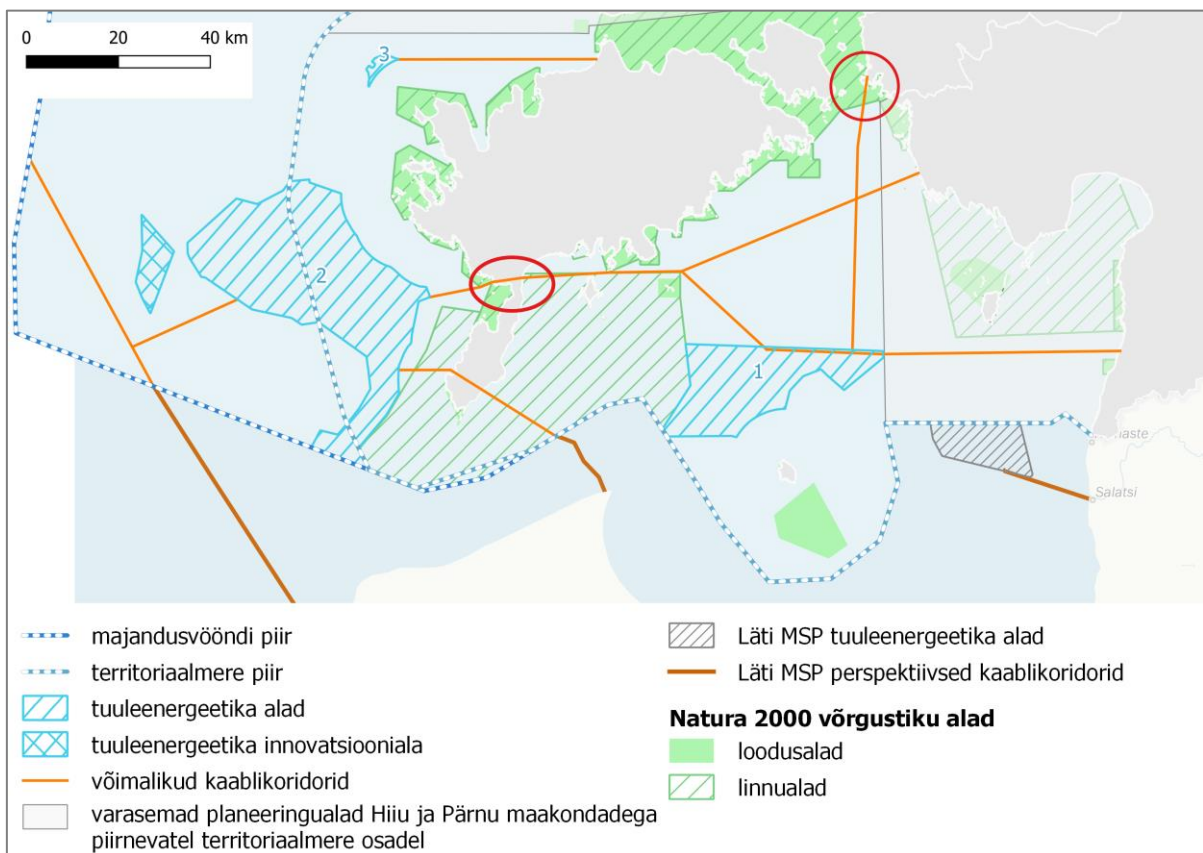 0 20 40 km
3
2
1
Salatsi
majandusvööndi piir
territoriaalmere piir
tuuleenergeetika alad
tuuleenergeetika innovatsiooniala
võimalikud kaablikoridorid
varasemad planeeringualad Hiiu ja Pärnu maakondadega
piirnevatel territoriaalmere osadel
Läti MSP tuuleenergeetika alad
Läti MSP perspektiivsed kaablikoridorid
Natura 2000 võrgustiku alad
loodusalad
linnualad